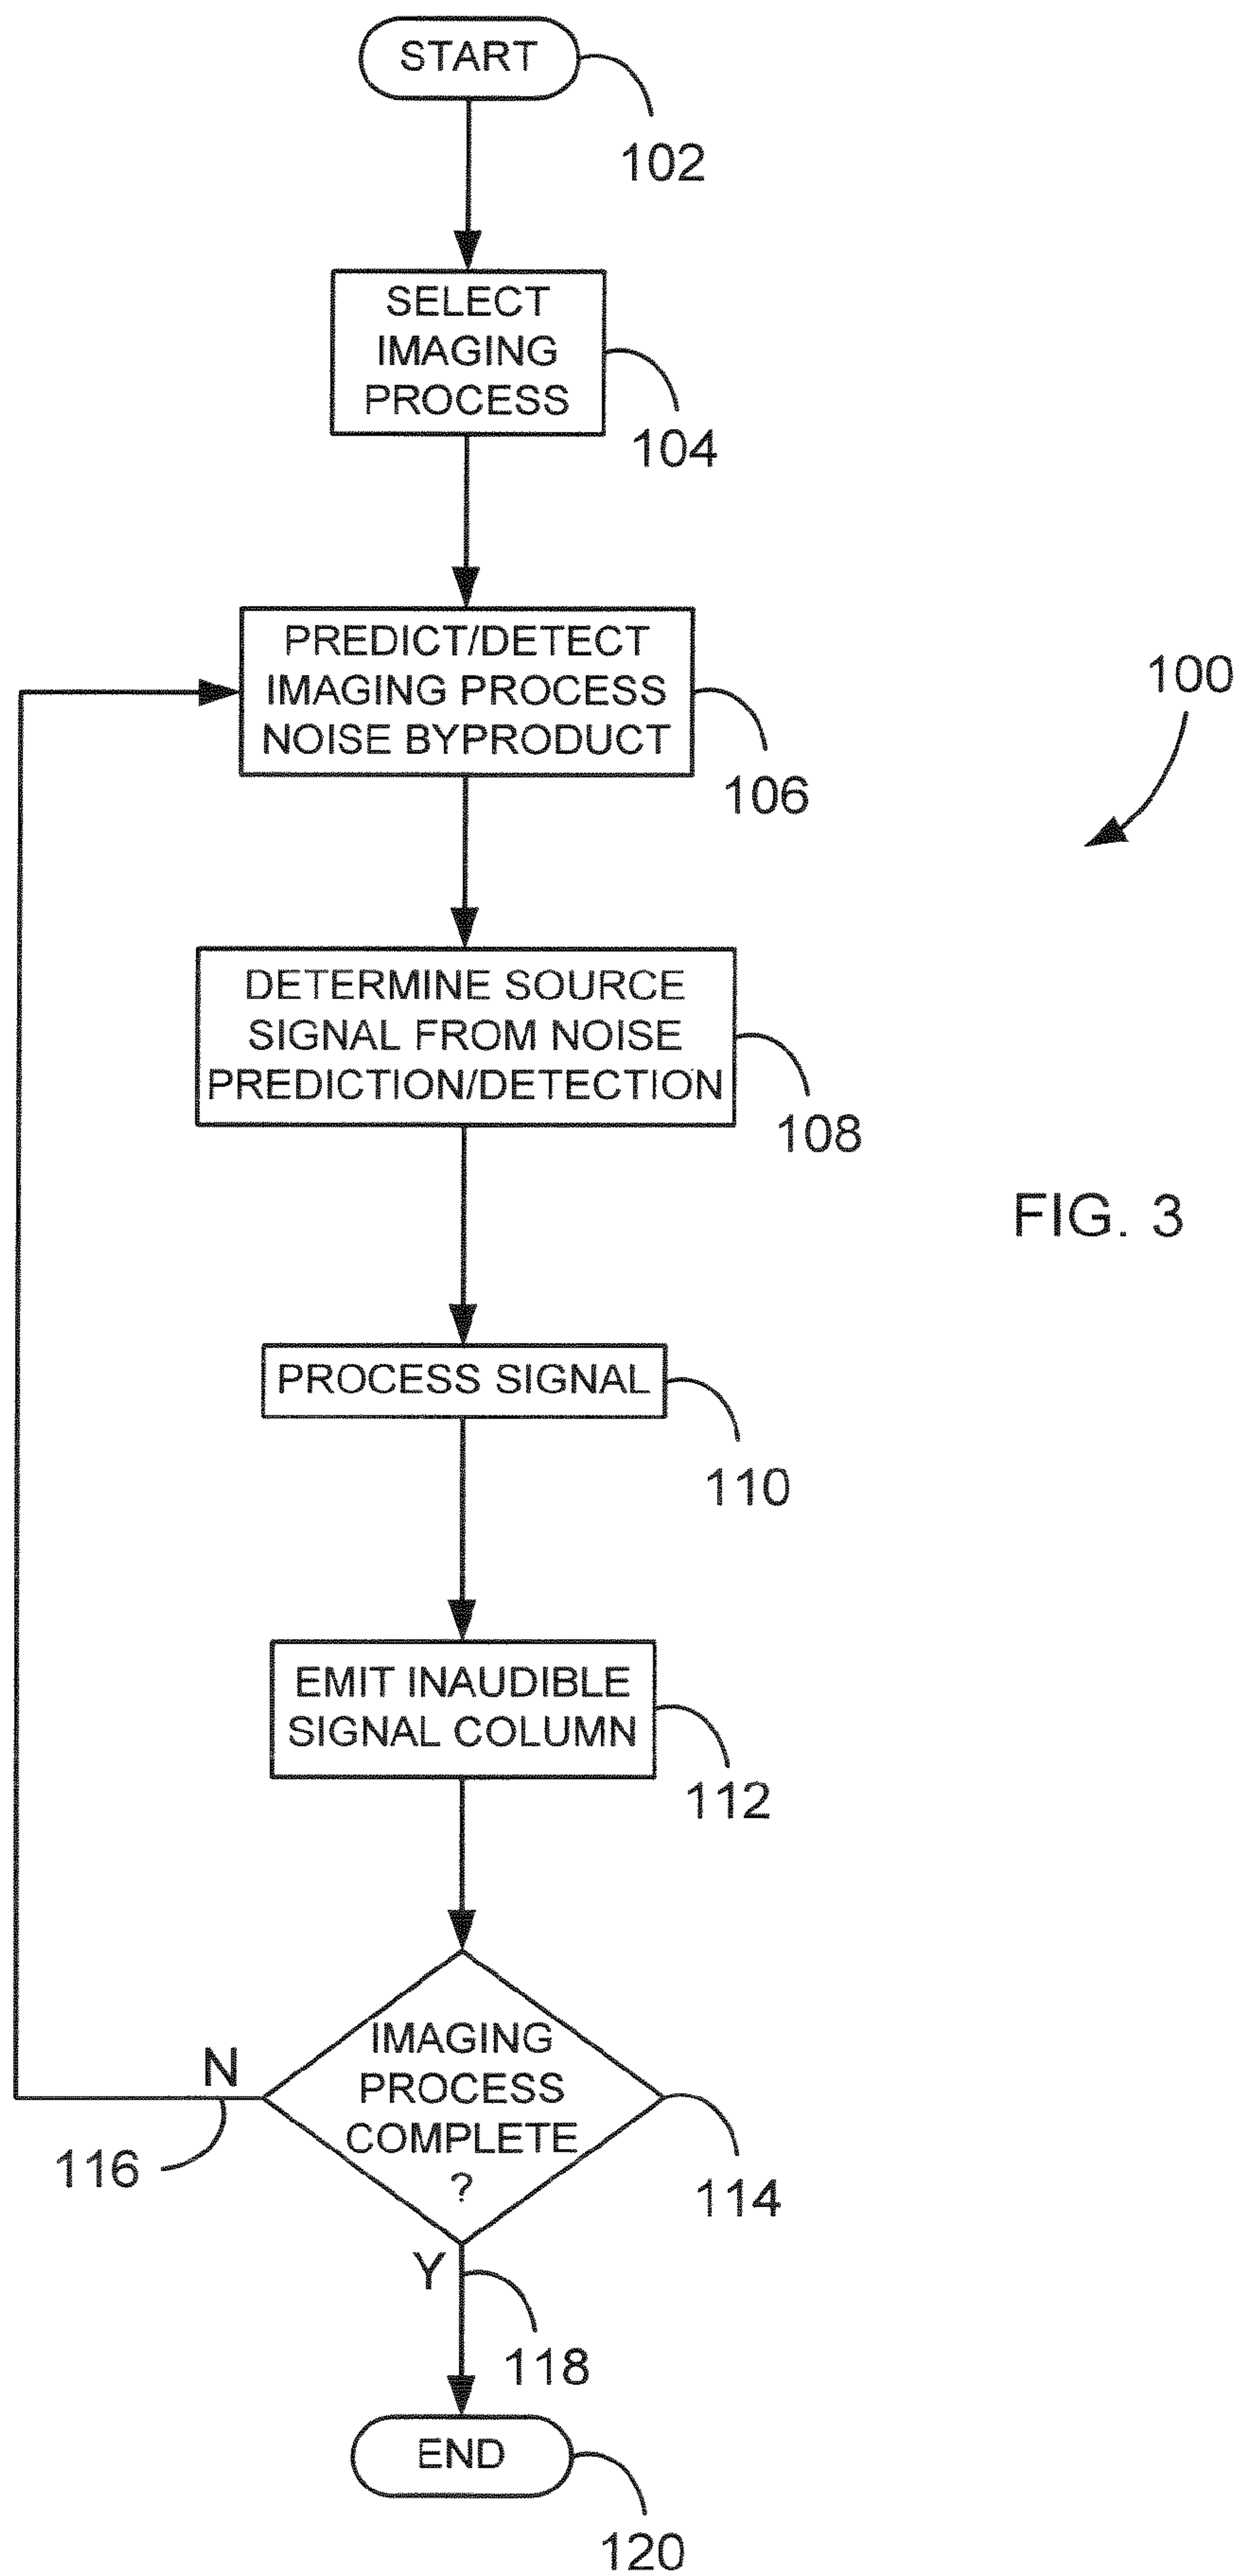 START
102
SELECT
IMAGING
PROCESS
104
PREDICT/DETECT
IMAGING PROCESS
NOISE BYPRODUCT
106
100
DETERMINE SOURCE
SIGNAL FROM NOISE
PREDICTION/DETECTION
108
FIG. 3
PROCESS SIGNAL
110
EMIT INAUDIBLE
SIGNAL COLUMN
112
IMAGING
PROCESS
COMPLETE
?
N
116
114
Y
118
END
120